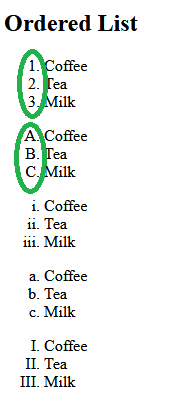 Ordered List
1. Coffee
2. Tea
3. Milk
A. Coffee
B. Tea
C. Milk
i. Coffee
ii. Tea
iii. Milk
a. Coffee
b. Tea
c. Milk
I. Coffee
II. Tea
III. Milk